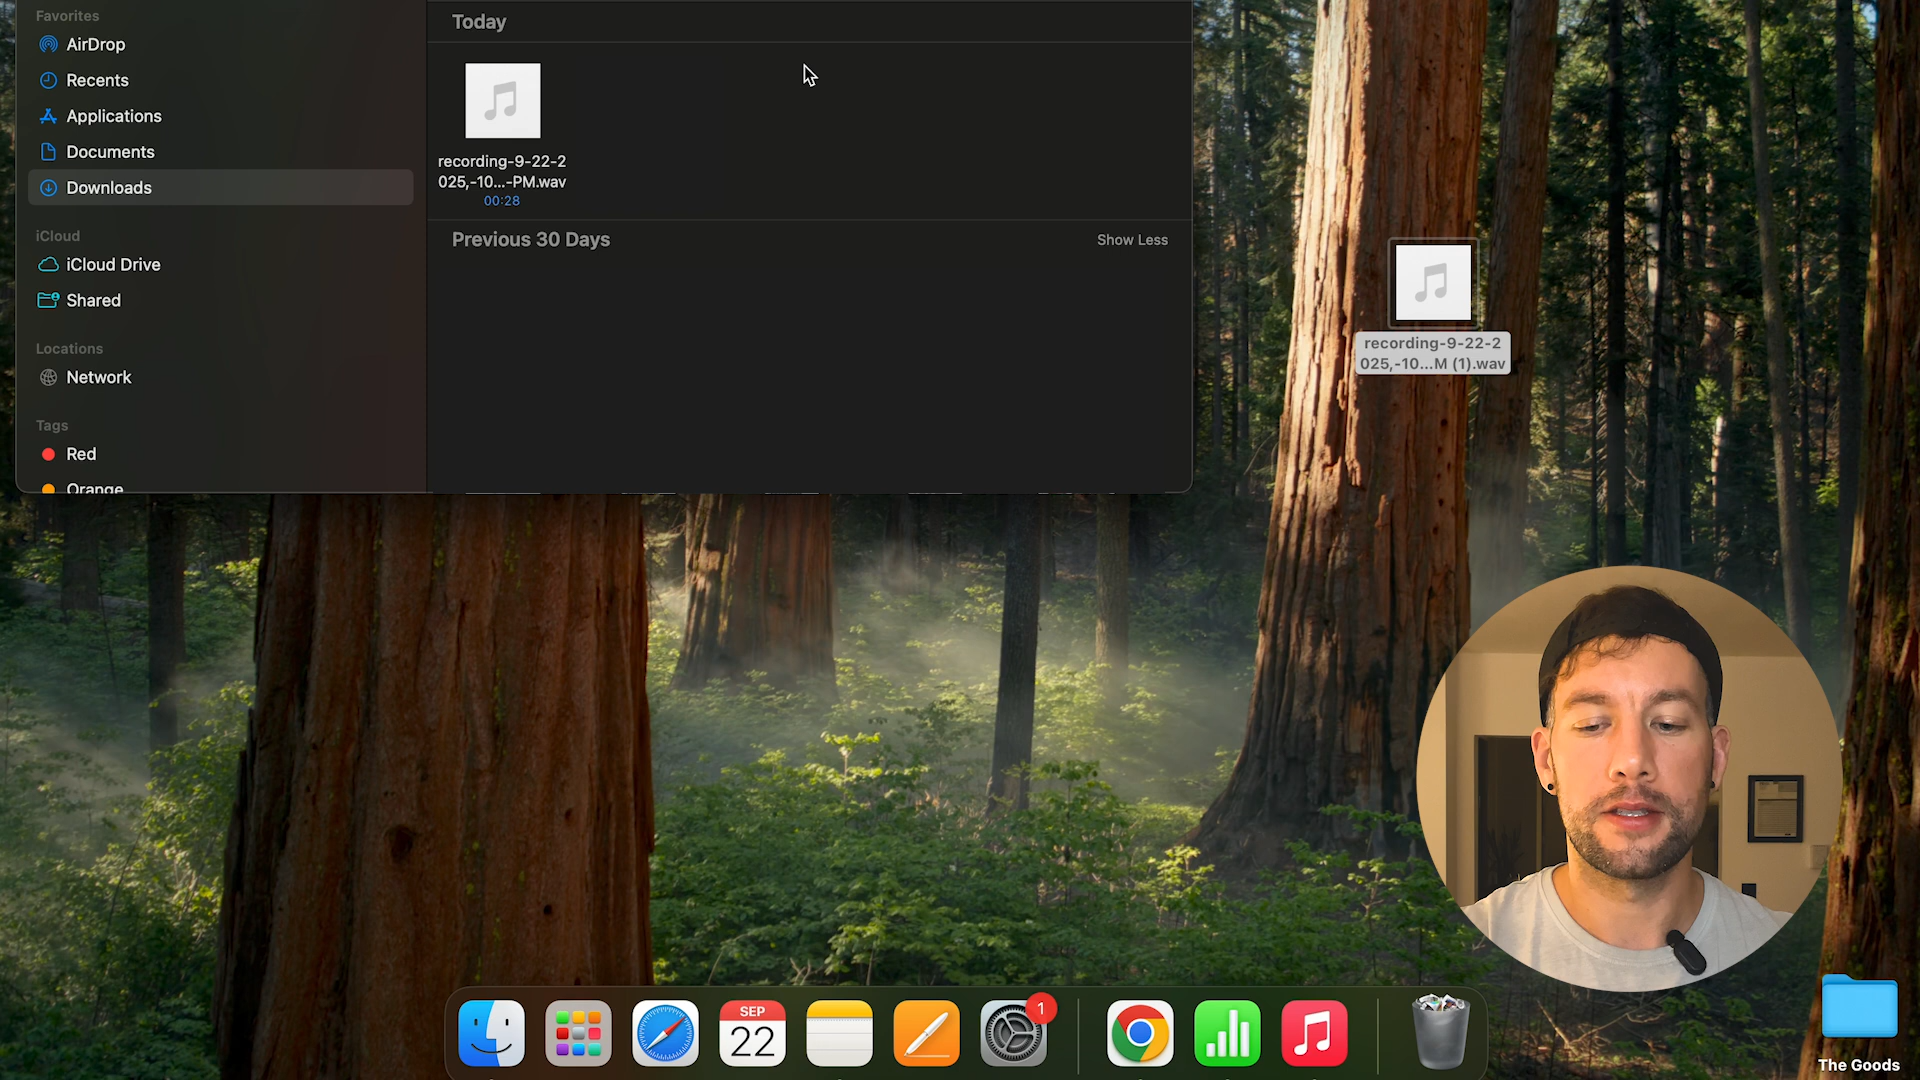 Favorites
AirDrop
Recents
Applications
Documents
Downloads
iCloud
iCloud Drive
Shared
Locations
Network
Tags
Red
Orange
Today
recording-9-22-2
025,-10...-PM.wav
00:28
Previous 30 Days
Show Less
recording-9-22-2
025,-10...M (1).wav
SEP
22
1
The Goods